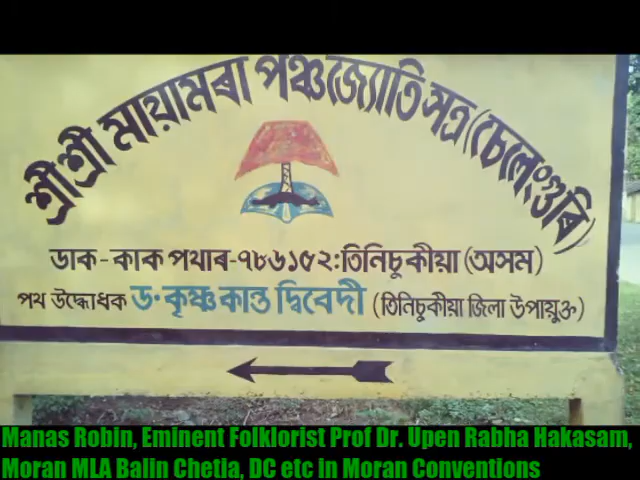 শ্ৰীশ্ৰী মায়ামৰা পঞ্চজ্যোতি সত্ৰ (চেলেংগুৰি)
ডাক - কাকপথাৰ-৭৮৬১৫২:তিনিচুকীয়া (অসম)
পথ উদ্ধোধক ড. কৃষ্ণ কান্ত দ্বিবেদী (তিনিচুকীয়া জিলা উপায়ুক্ত)
Manas Robin, Eminent Folklorist Prof Dr. Upen Rabha Hakasam,
Moran MLA Balin Chetia, DC etc in Moran Conventions